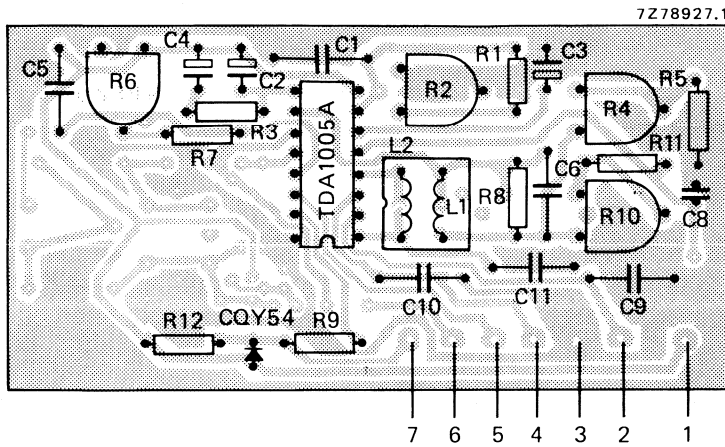 7Z78927.1
C4
C1
C3
C5
R6
C2
R1
R2
R5
R4
R3
R11
R7
TDA1005A
L2
C6
L1
R8
R10
C8
C10
C11
C9
R12
CQY54
R9
7 6 5 4 3 2 1